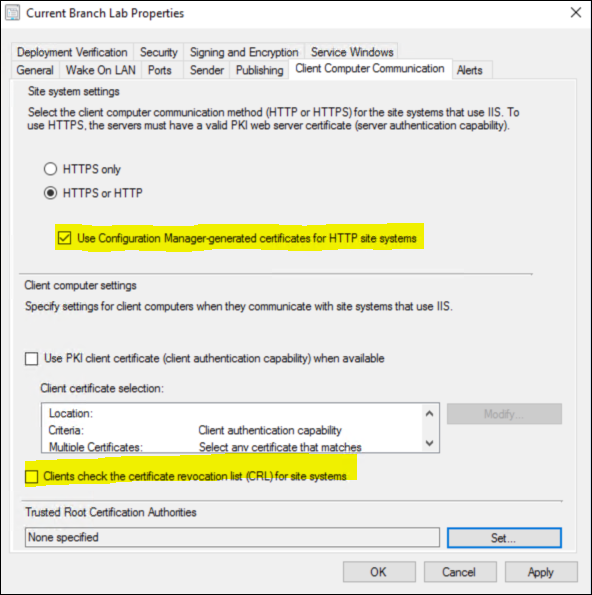 Current Branch Lab Properties
Deployment Verification Security Signing and Encryption Service Windows
General Wake On LAN Ports Sender Publishing Client Computer Communication Alerts
Site system settings
Select the client computer communication method (HTTP or HTTPS) for the site systems that use IIS. To
use HTTPS, the servers must have a valid PKI web server certificate (server authentication capability).
HTTPS only
HTTPS or HTTP
Use Configuration Manager-generated certificates for HTTP site systems
Client computer settings
Specify settings for client computers when they communicate with site systems that use IIS.
Use PKI client certificate (client authentication capability) when available
Client certificate selection:
Location:
Criteria: Client authentication capability
Multiple Certificates: Select any certificate that matches
Modify...
Clients check the certificate revocation list (CRL) for site systems
Trusted Root Certification Authorities
None specified
Set...
OK Cancel Apply